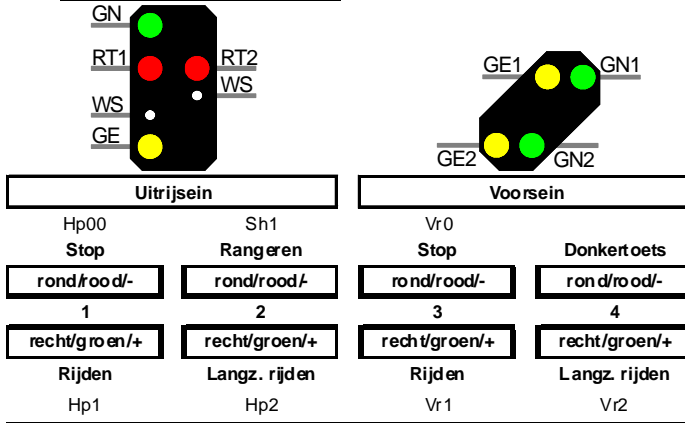 GN
RT1 RT2
WS
WS
GE
GE1 GN1
GE2 GN2
Uitrijsein Voorsein
Hp00 Sh1 Vr0
Stop Rangeren Stop Donkertoets
rond/rood/- rond/rood/- rond/rood/- rond/rood/-
1 2 3 4
recht/groen/+ recht/groen/+ recht/groen/+ recht/groen/+
Rijden Langz. rijden Rijden Langz. rijden
Hp1 Hp2 Vr1 Vr2